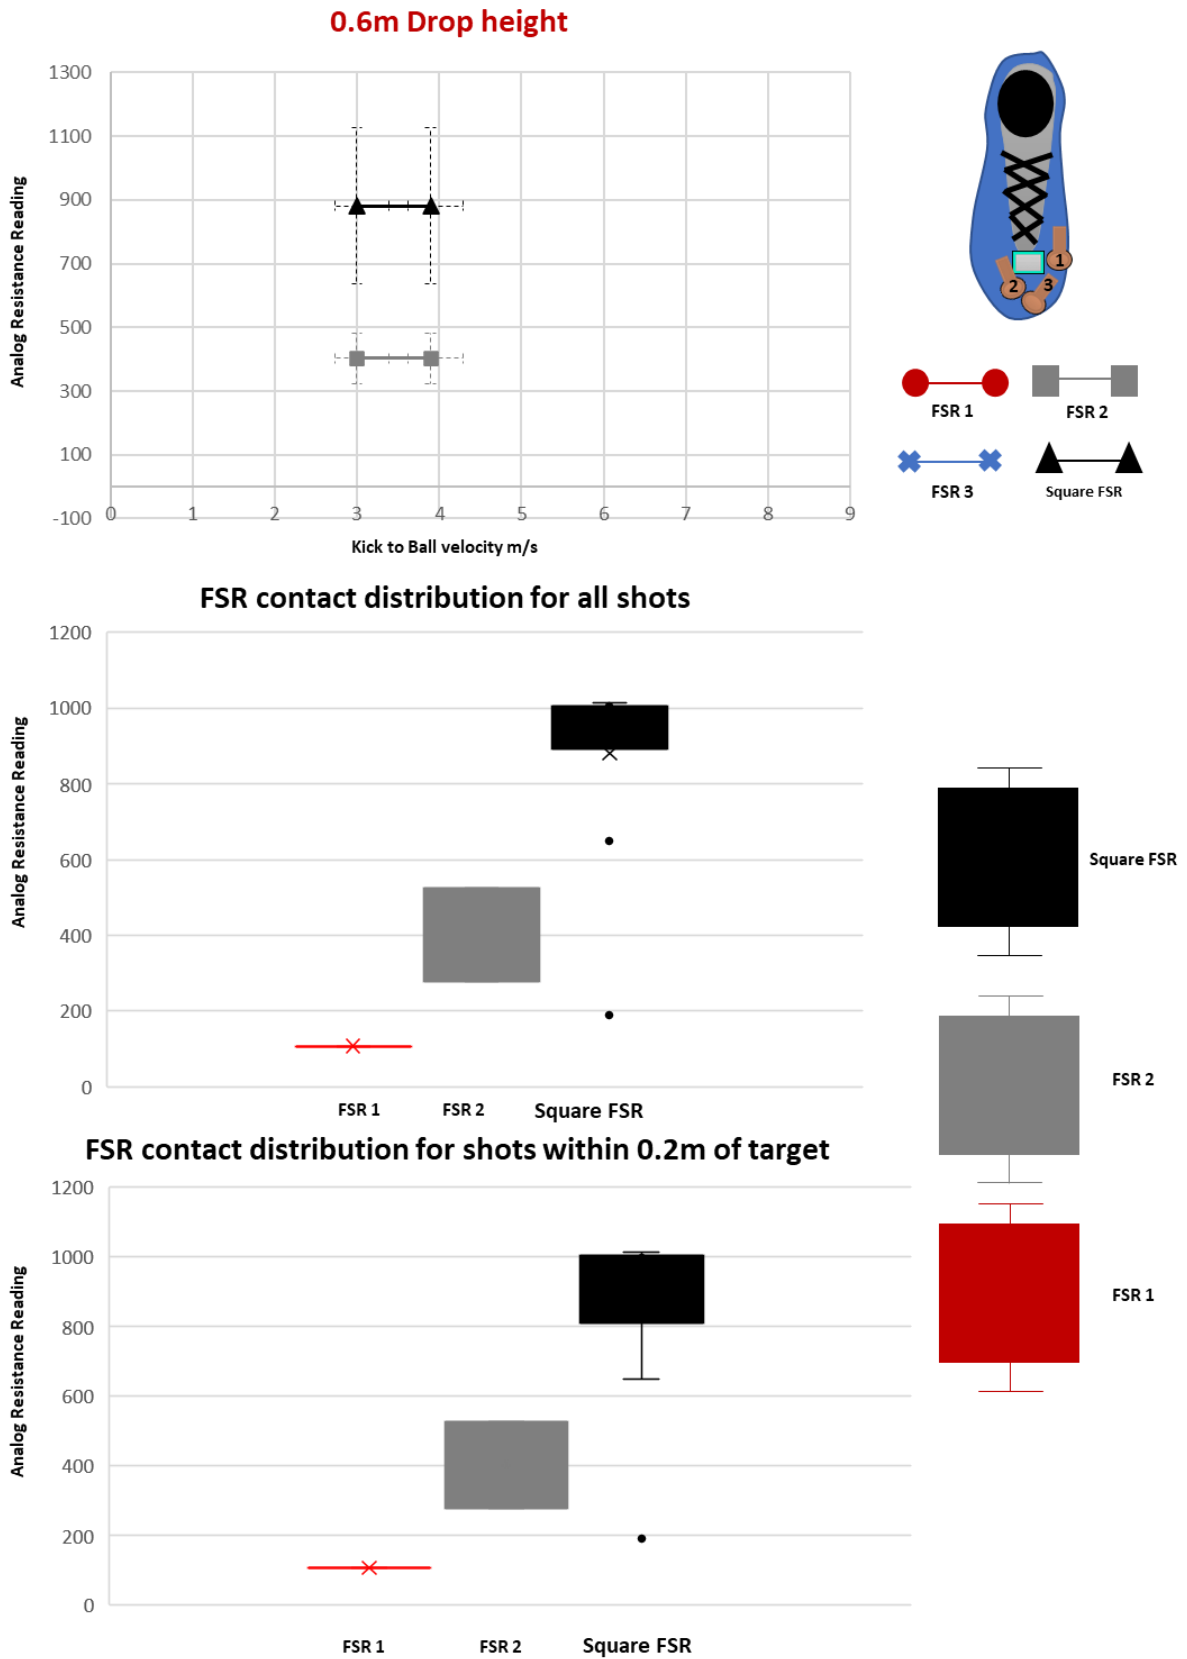 0.6m Drop height
1300
1100
900
700
500
300
100
-100
0 1 2 3 4 5 6 7 8 9
Analog Resistance Reading
Kick to Ball velocity m/s
1
2
3
FSR 1
FSR 2
FSR 3
Square FSR
FSR contact distribution for all shots
1200
1000
800
600
400
200
0
Analog Resistance Reading
FSR 1 FSR 2 Square FSR
Square FSR
FSR 2
FSR 1
FSR contact distribution for shots within 0.2m of target
1200
1000
800
600
400
200
0
Analog Resistance Reading
FSR 1 FSR 2 Square FSR